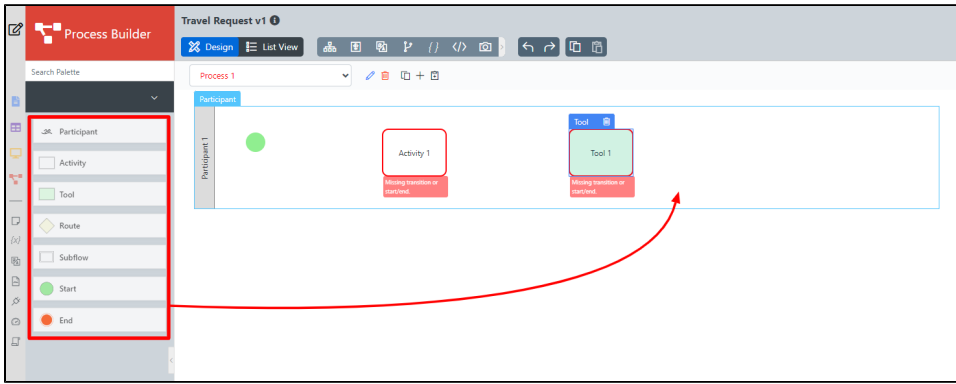 Travel Request v1
Process Builder
Design
List View
{}
</>
Search Palette
Process 1
Participant
Participant
Activity
Tool
Route
Subflow
Start
End
{x}
Participant 1
Activity 1
Missing transition or
start/end.
Tool
Tool 1
Missing transition or
start/end.